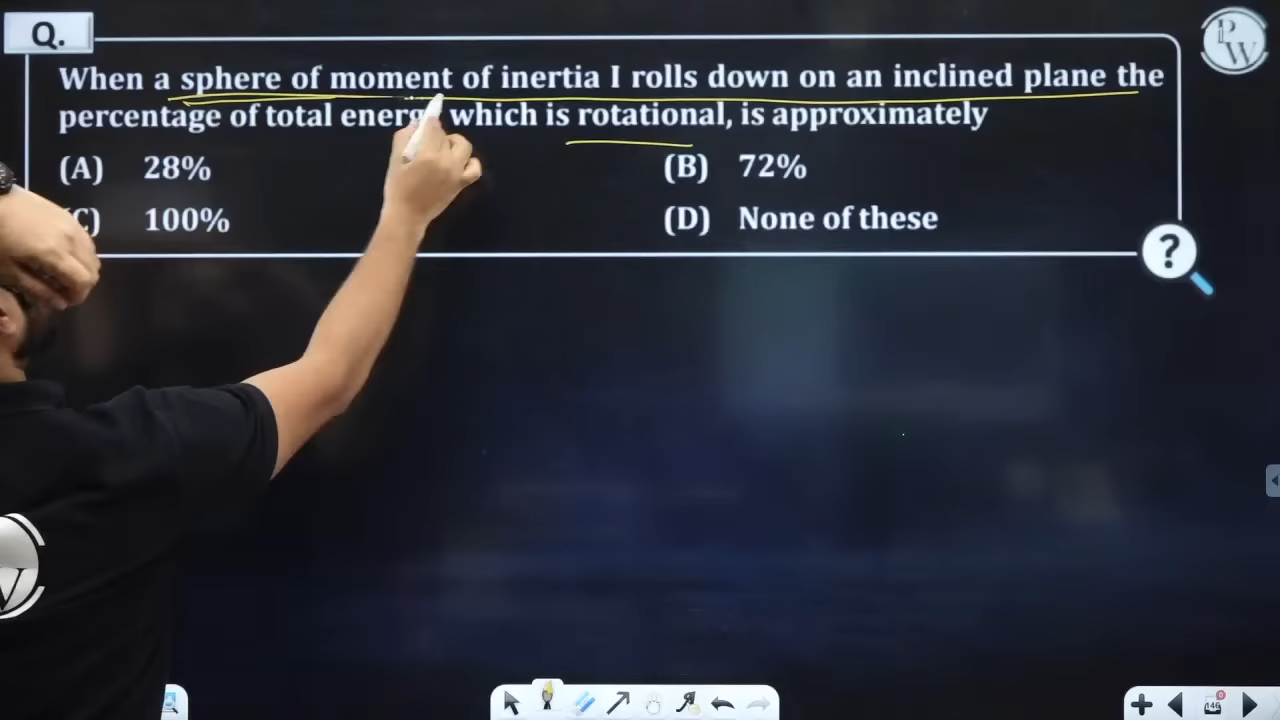 Q.
P
W
When a sphere of moment of inertia I rolls down on an inclined plane the
percentage of total energy which is rotational, is approximately
(A) 28% (B) 72%
(C) 100% (D) None of these
?
W
146